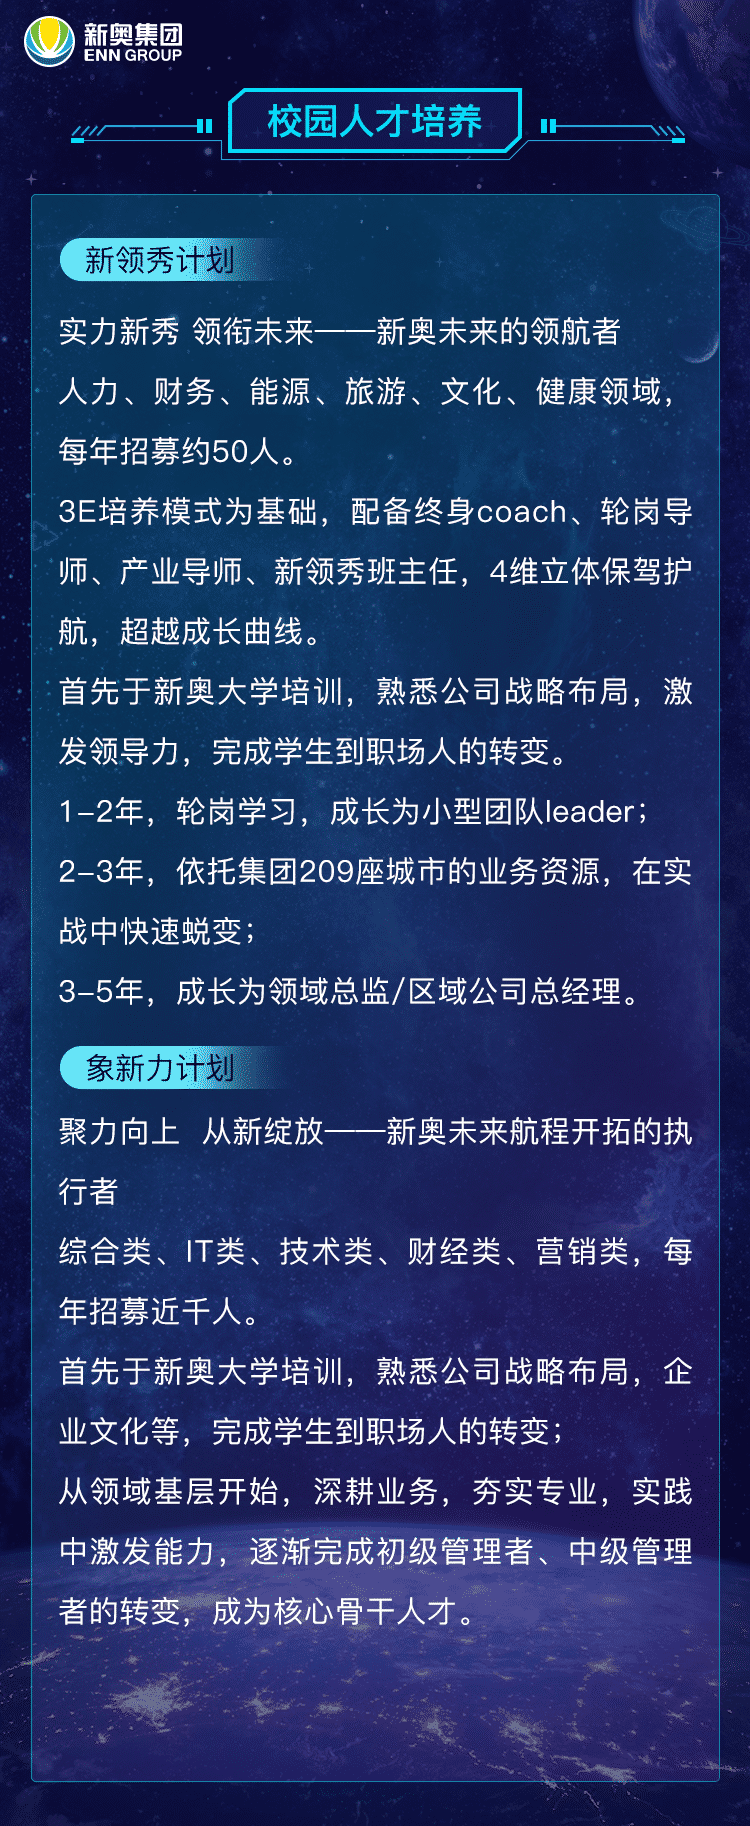 新奥集团
ENN GROUP
校园人才培养
新领秀计划
实力新秀 领衔未来——新奥未来的领航者
人力、财务、能源、旅游、文化、健康领域，
每年招募约50人。
3E培养模式为基础，配备终身coach、轮岗导
师、产业导师、新领秀班主任，4维立体保驾护
航，超越成长曲线。
首先于新奥大学培训，熟悉公司战略布局，激
发领导力，完成学生到职场人的转变。
1-2年，轮岗学习，成长为小型团队leader；
2-3年，依托集团209座城市的业务资源，在实
战中快速蜕变；
3-5年，成长为领域总监/区域公司总经理。
象新力计划
聚力向上 从新绽放——新奥未来航程开拓的执
行者
综合类、IT类、技术类、财经类、营销类，每
年招募近千人。
首先于新奥大学培训，熟悉公司战略布局，企
业文化等，完成学生到职场人的转变；
从领域基层开始，深耕业务，夯实专业，实践
中激发能力，逐渐完成初级管理者、中级管理
者的转变，成为核心骨干人才。